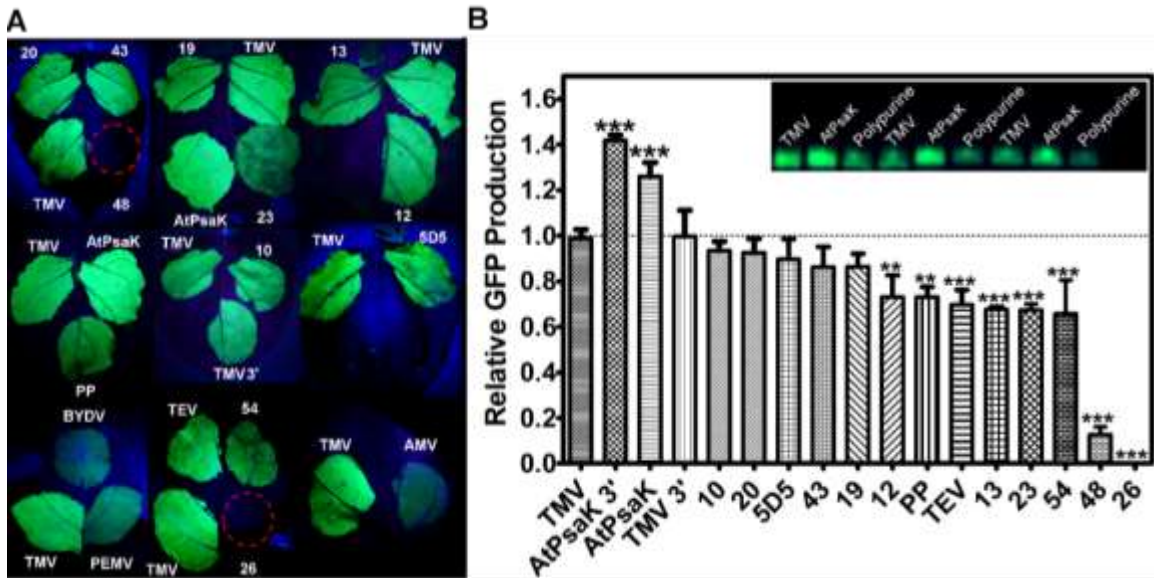 A
20 43 19 TMV 13 TMV
TMV 48 AtPsaK 23 12
TMV AtPsaK TMV 10 TMV 5D5
PP TMV3'
BYDV TEV 54 TMV AMV
TMV PEMV TMV 26
B
Relative GFP Production
1.6
1.4
1.2
1.0
0.8
0.6
0.4
0.2
0.0
TMV AtPsaK Polypurine TMV AtPsaK Polypurine TMV AtPsaK Polypurine
*** *** ** ** *** *** *** *** *** ***
TMV AtPsaK 3' AtPsaK TMV 3' 10 20 5D5 43 19 12 PP TEV 13 23 54 48 26